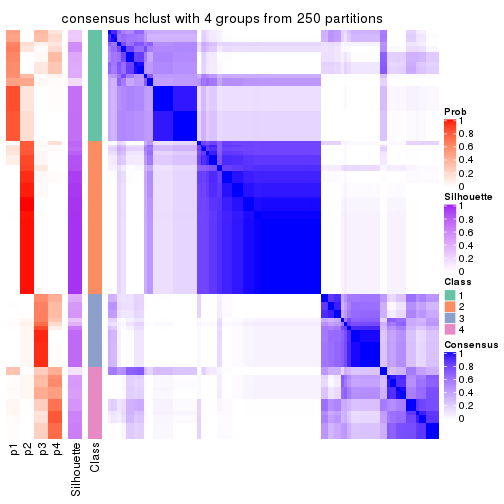 consensus hclust with 4 groups from 250 partitions
Prob
1
0.8
0.6
0.4
0.2
0
Silhouette
1
0.8
0.6
0.4
0.2
0
Class
1
2
3
4
Consensus
1
0.8
0.6
0.4
0.2
0
p1
p2
p3
p4
Silhouette
Class